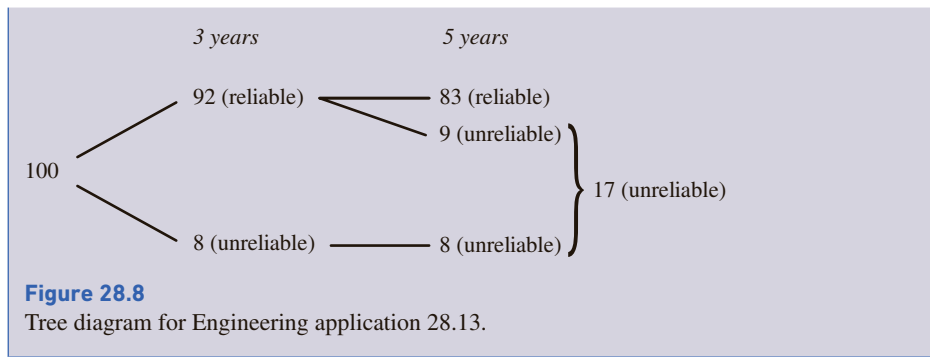 3 years 5 years
92 (reliable) 83 (reliable)
9 (unreliable)
100
17 (unreliable)
8 (unreliable) 8 (unreliable)
Figure 28.8
Tree diagram for Engineering application 28.13.